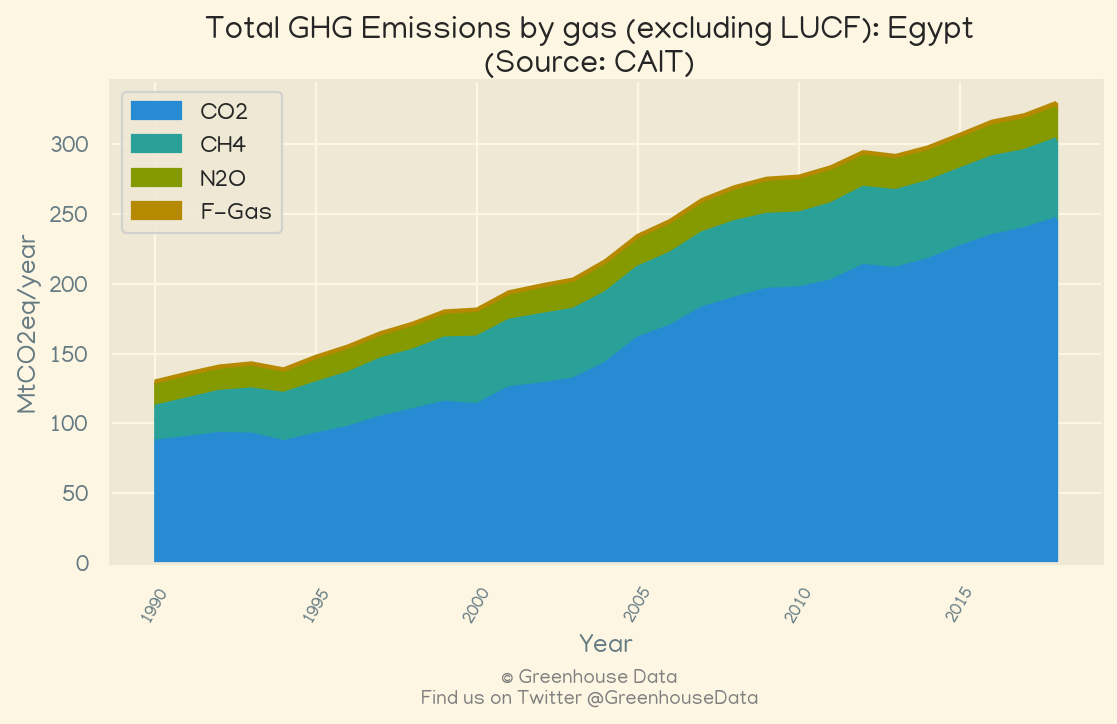 Total GHG Emissions by gas (excluding LUCF): Egypt
(Source: CAIT)
CO2
CH4
N2O
F-Gas
MtCO2eq/year
300
250
200
150
100
50
0
1990
1995
2000
2005
2010
2015
Year
© Greenhouse Data
Find us on Twitter @GreenhouseData